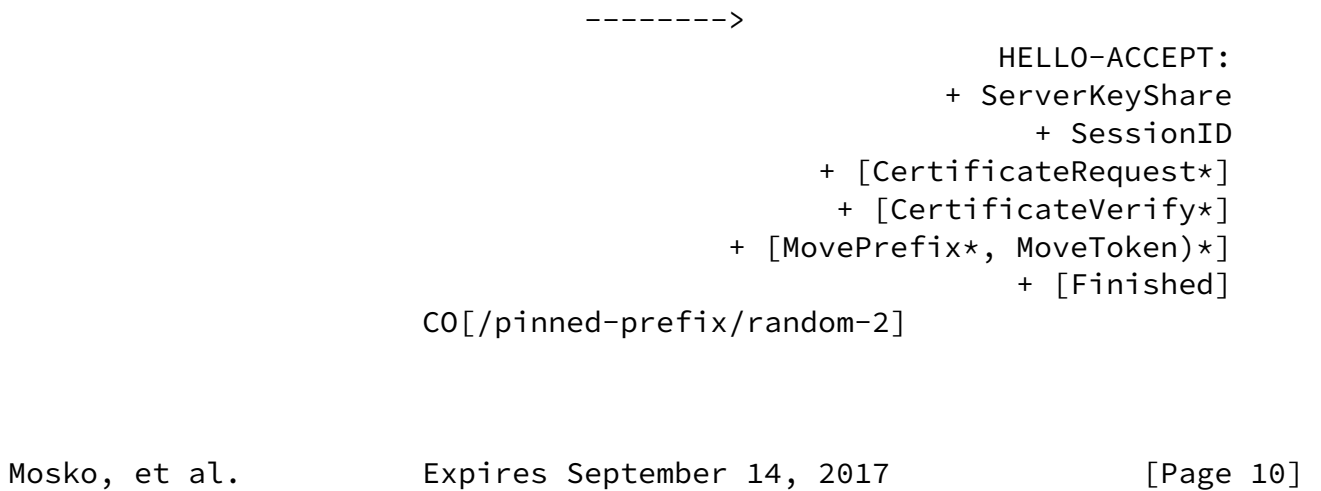 -------->
HELLO-ACCEPT:
+ ServerKeyShare
+ SessionID
+ [CertificateRequest*]
+ [CertificateVerify*]
+ [MovePrefix*, MoveToken)*]
+ [Finished]
CO[/pinned-prefix/random-2]
Mosko, et al. Expires September 14, 2017 [Page 10]